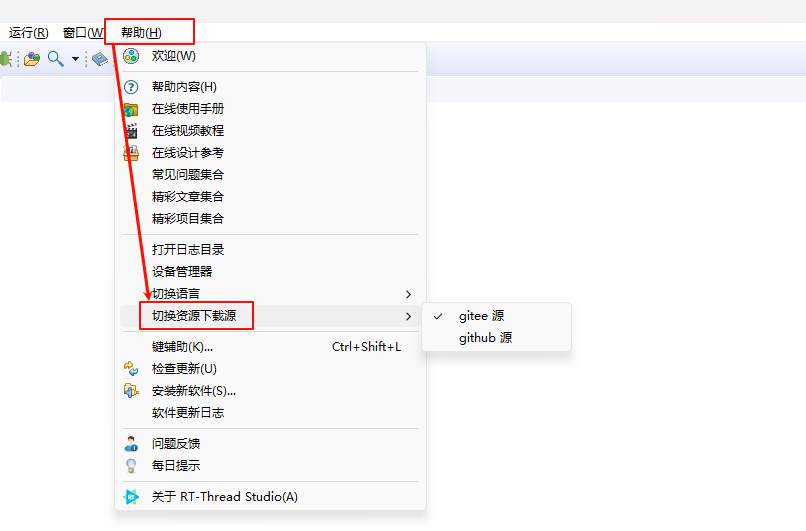 运行(R) 窗口(W 帮助(H)
欢迎(W)
帮助内容(H)
在线使用手册
在线视频教程
在线设计参考
常见问题集合
精彩文章集合
精彩项目集合
打开日志目录
设备管理器
切换语言
切换资源下载源
gitee 源
github 源
键辅助(K)... Ctrl+Shift+L
检查更新(U)
安装新软件(S)...
软件更新日志
问题反馈
每日提示
RT 关于 RT-Thread Studio(A)